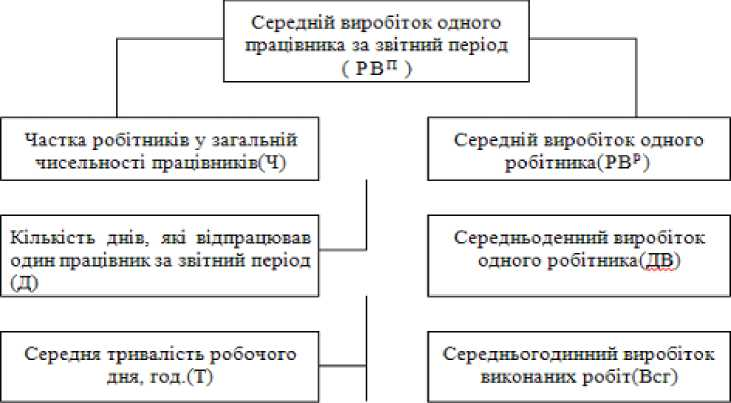 Середній виробіток одного
працівника за звітний період
( РВᴾ )
Частка робітників у загальній
чисельності працівників(Ч)
Середній виробіток одного
робітника(РВᵖ)
Кількість днів, які відпрацював
один працівник за звітний період
(Д)
Середньоденний виробіток
одного робітника(ДВ)
Середня тривалість робочого
дня, год.(Т)
Середньогодинний виробіток
виконаних робіт(Всг)